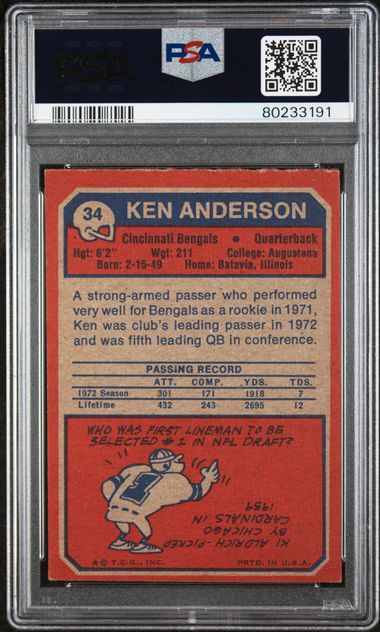 PSA
PSA
80233191
34
KEN ANDERSON
Cincinnati Bengals • Quarterback
Hgt: 6'2" Wgt: 211 College: Augustana
Born: 2-15-49 Home: Batavia, Illinois
A strong-armed passer who performed
very well for Bengals as a rookie in 1971,
Ken was club's leading passer in 1972
and was fifth leading QB in conference.
PASSING RECORD
ATT. COMP. YDS. TDS.
1972 Season 301 171 1918 7
Lifetime 432 243 2695 12
WHO WAS FIRST LINEMAN TO BE
SELECTED #1 IN NFL DRAFT?
1
KI ALDRICH-PICKED
BY CHICAGO
CARDINALS IN
1939
★ © T.C.G., INC. PRTD. IN U.S.A.